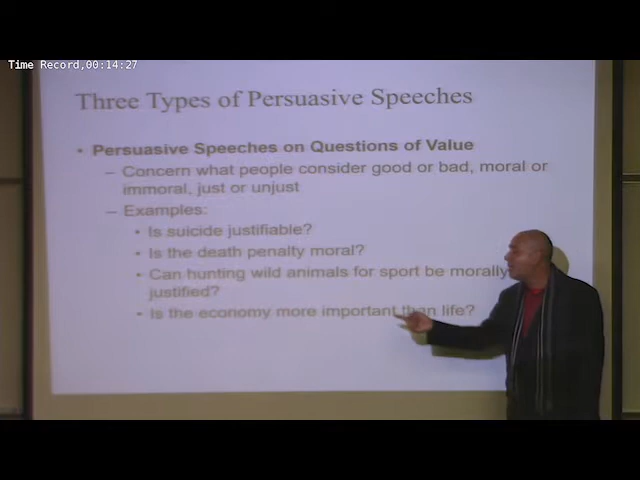 Time Record,00:14:27
Three Types of Persuasive Speeches
• Persuasive Speeches on Questions of Value
– Concern what people consider good or bad, moral or
immoral, just or unjust
– Examples:
• Is suicide justifiable?
• Is the death penalty moral?
• Can hunting wild animals for sport be morally
justified?
• Is the economy more important than life?